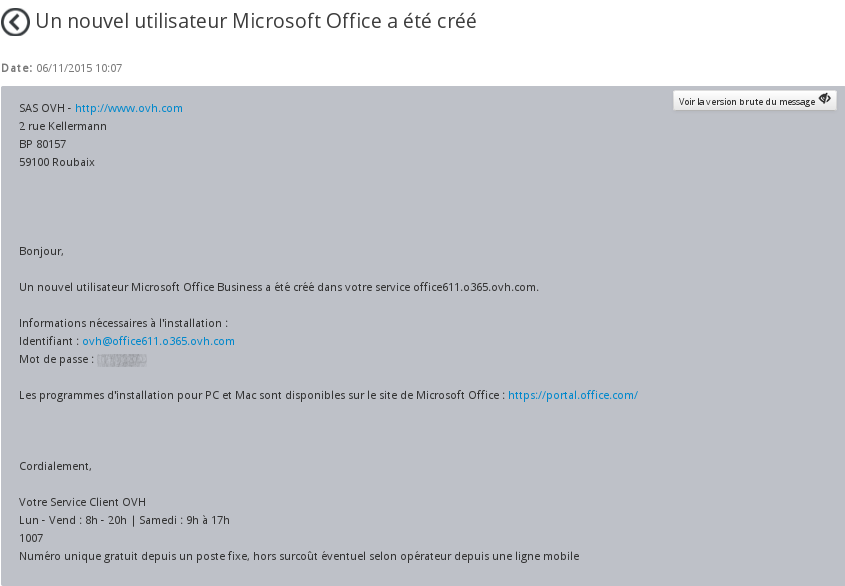 Un nouvel utilisateur Microsoft Office a été créé
Date: 06/11/2015 10:07
Voir la version brute du message
SAS OVH - http://www.ovh.com
2 rue Kellermann
BP 80157
59100 Roubaix
Bonjour,
Un nouvel utilisateur Microsoft Office Business a été créé dans votre service office611.o365.ovh.com.
Informations nécessaires à l'installation :
Identifiant : ovh@office611.o365.ovh.com
Mot de passe :
Les programmes d'installation pour PC et Mac sont disponibles sur le site de Microsoft Office : https://portal.office.com/
Cordialement,
Votre Service Client OVH
Lun - Vend : 8h - 20h | Samedi : 9h à 17h
1007
Numéro unique gratuit depuis un poste fixe, hors surcoût éventuel selon opérateur depuis une ligne mobile